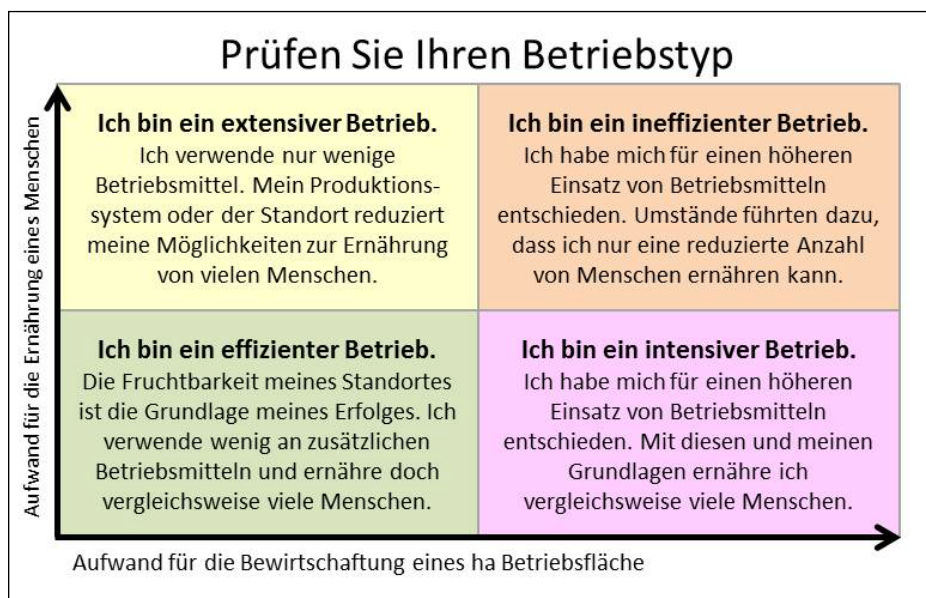 Prüfen Sie Ihren Betriebstyp
Aufwand für die Ernährung eines Menschen
Ich bin ein extensiver Betrieb.
Ich verwende nur wenige
Betriebsmittel. Mein Produktions-
system oder der Standort reduziert
meine Möglichkeiten zur Ernährung
von vielen Menschen.
Ich bin ein ineffizienter Betrieb.
Ich habe mich für einen höheren
Einsatz von Betriebsmitteln
entschieden. Umstände führten dazu,
dass ich nur eine reduzierte Anzahl
von Menschen ernähren kann.
Ich bin ein effizienter Betrieb.
Die Fruchtbarkeit meines Standortes
ist die Grundlage meines Erfolges. Ich
verwende wenig an zusätzlichen
Betriebsmitteln und ernähre doch
vergleichsweise viele Menschen.
Ich bin ein intensiver Betrieb.
Ich habe mich für einen höheren
Einsatz von Betriebsmitteln
entschieden. Mit diesen und meinen
Grundlagen ernähre ich
vergleichsweise viele Menschen.
Aufwand für die Bewirtschaftung eines ha Betriebsfläche